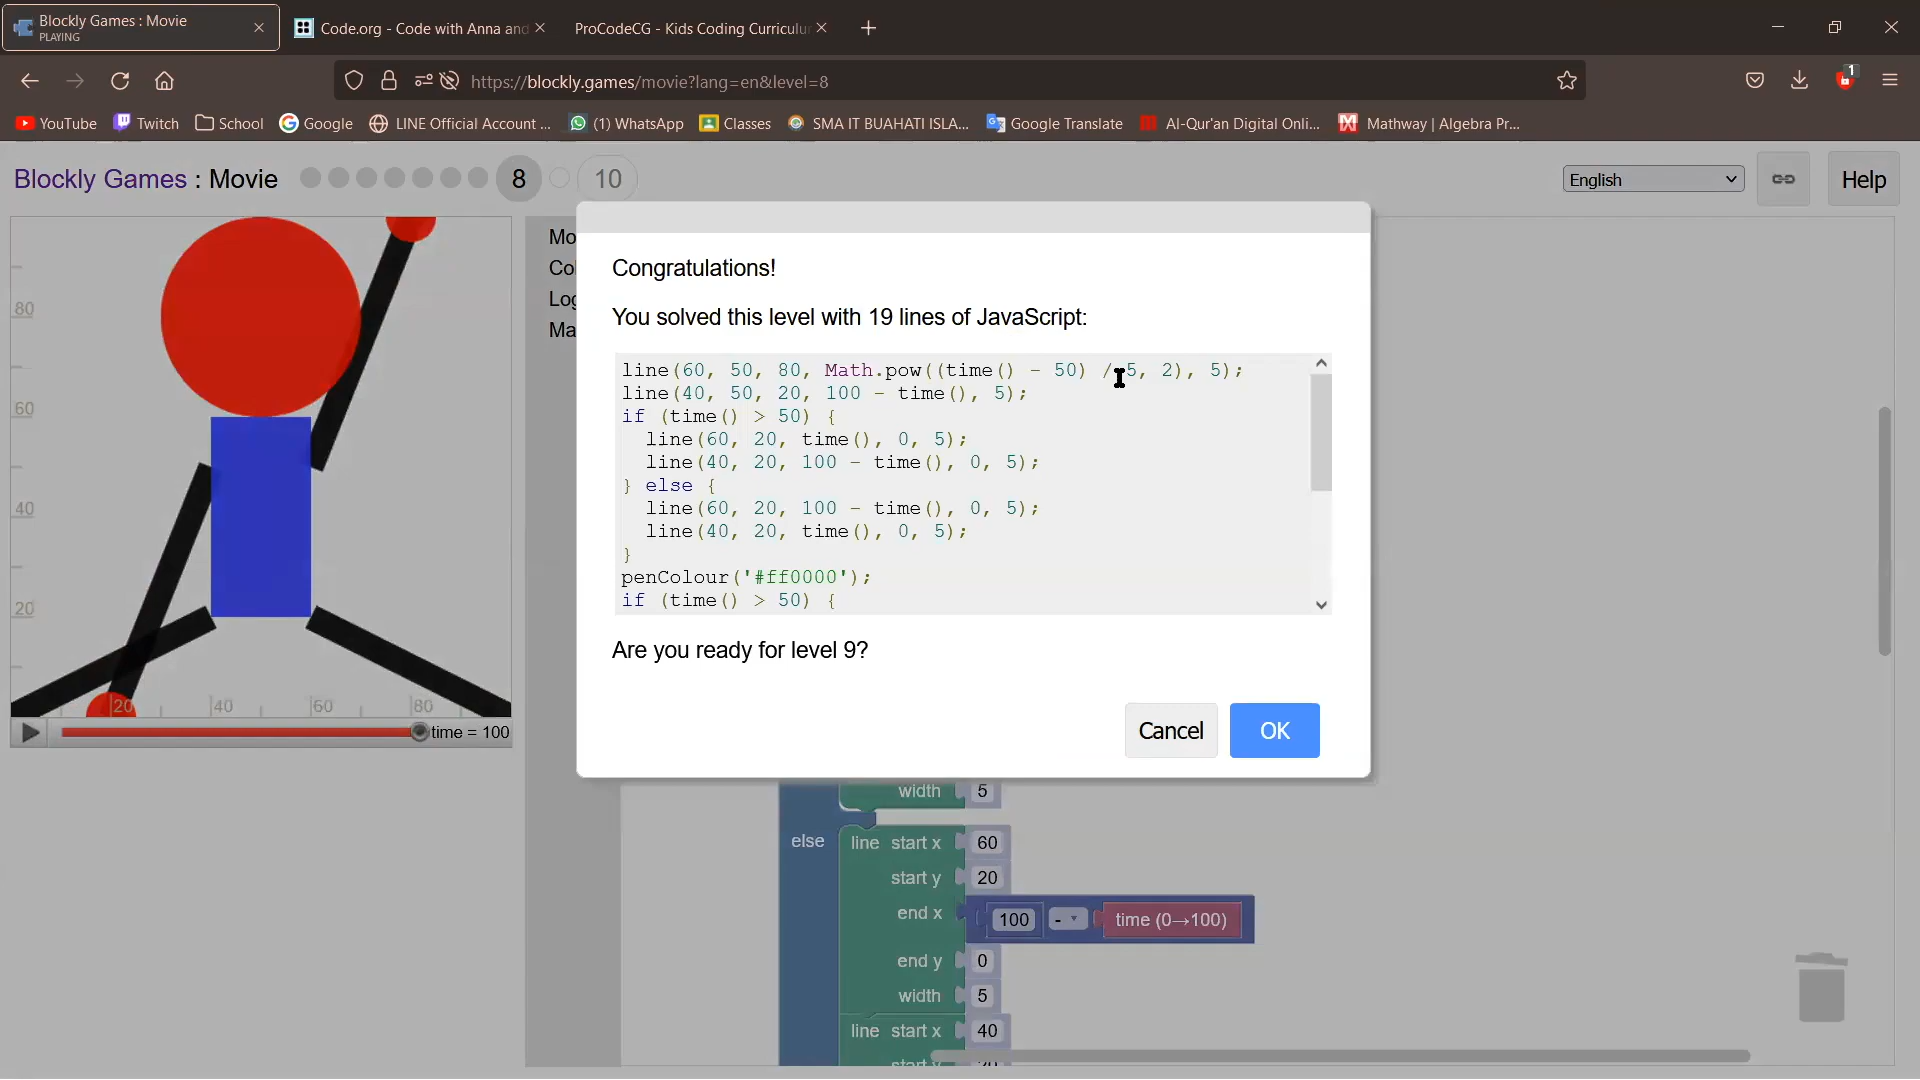 Blockly Games : Movie
PLAYING
Code.org - Code with Anna and
ProCodeCG - Kids Coding Curriculu
https://blockly.games/movie?lang=en&level=8
1
YouTube
Twitch
School
Google
LINE Official Account ...
(1) WhatsApp
Classes
SMA IT BUAHATI ISLA...
Google Translate
Al-Qur'an Digital Onli...
Mathway | Algebra Pr...
Blockly Games : Movie
8
10
English
Help
80
60
40
20
20
40
60
80
time = 100
Mo
Col
Log
Ma
Congratulations!
You solved this level with 19 lines of JavaScript:
line(60, 50, 80, Math.pow((time() - 50) / 5, 2), 5);
line(40, 50, 20, 100 - time(), 5);
if (time() > 50) {
line(60, 20, time(), 0, 5);
line(40, 20, 100 - time(), 0, 5);
} else {
line(60, 20, 100 - time(), 0, 5);
line(40, 20, time(), 0, 5);
}
penColour('#ff0000');
if (time() > 50) {
Are you ready for level 9?
Cancel
OK
width 5
else
line start x 60
start y 20
end x 100 - time (0→100)
end y 0
width 5
line start x 40
start y 20